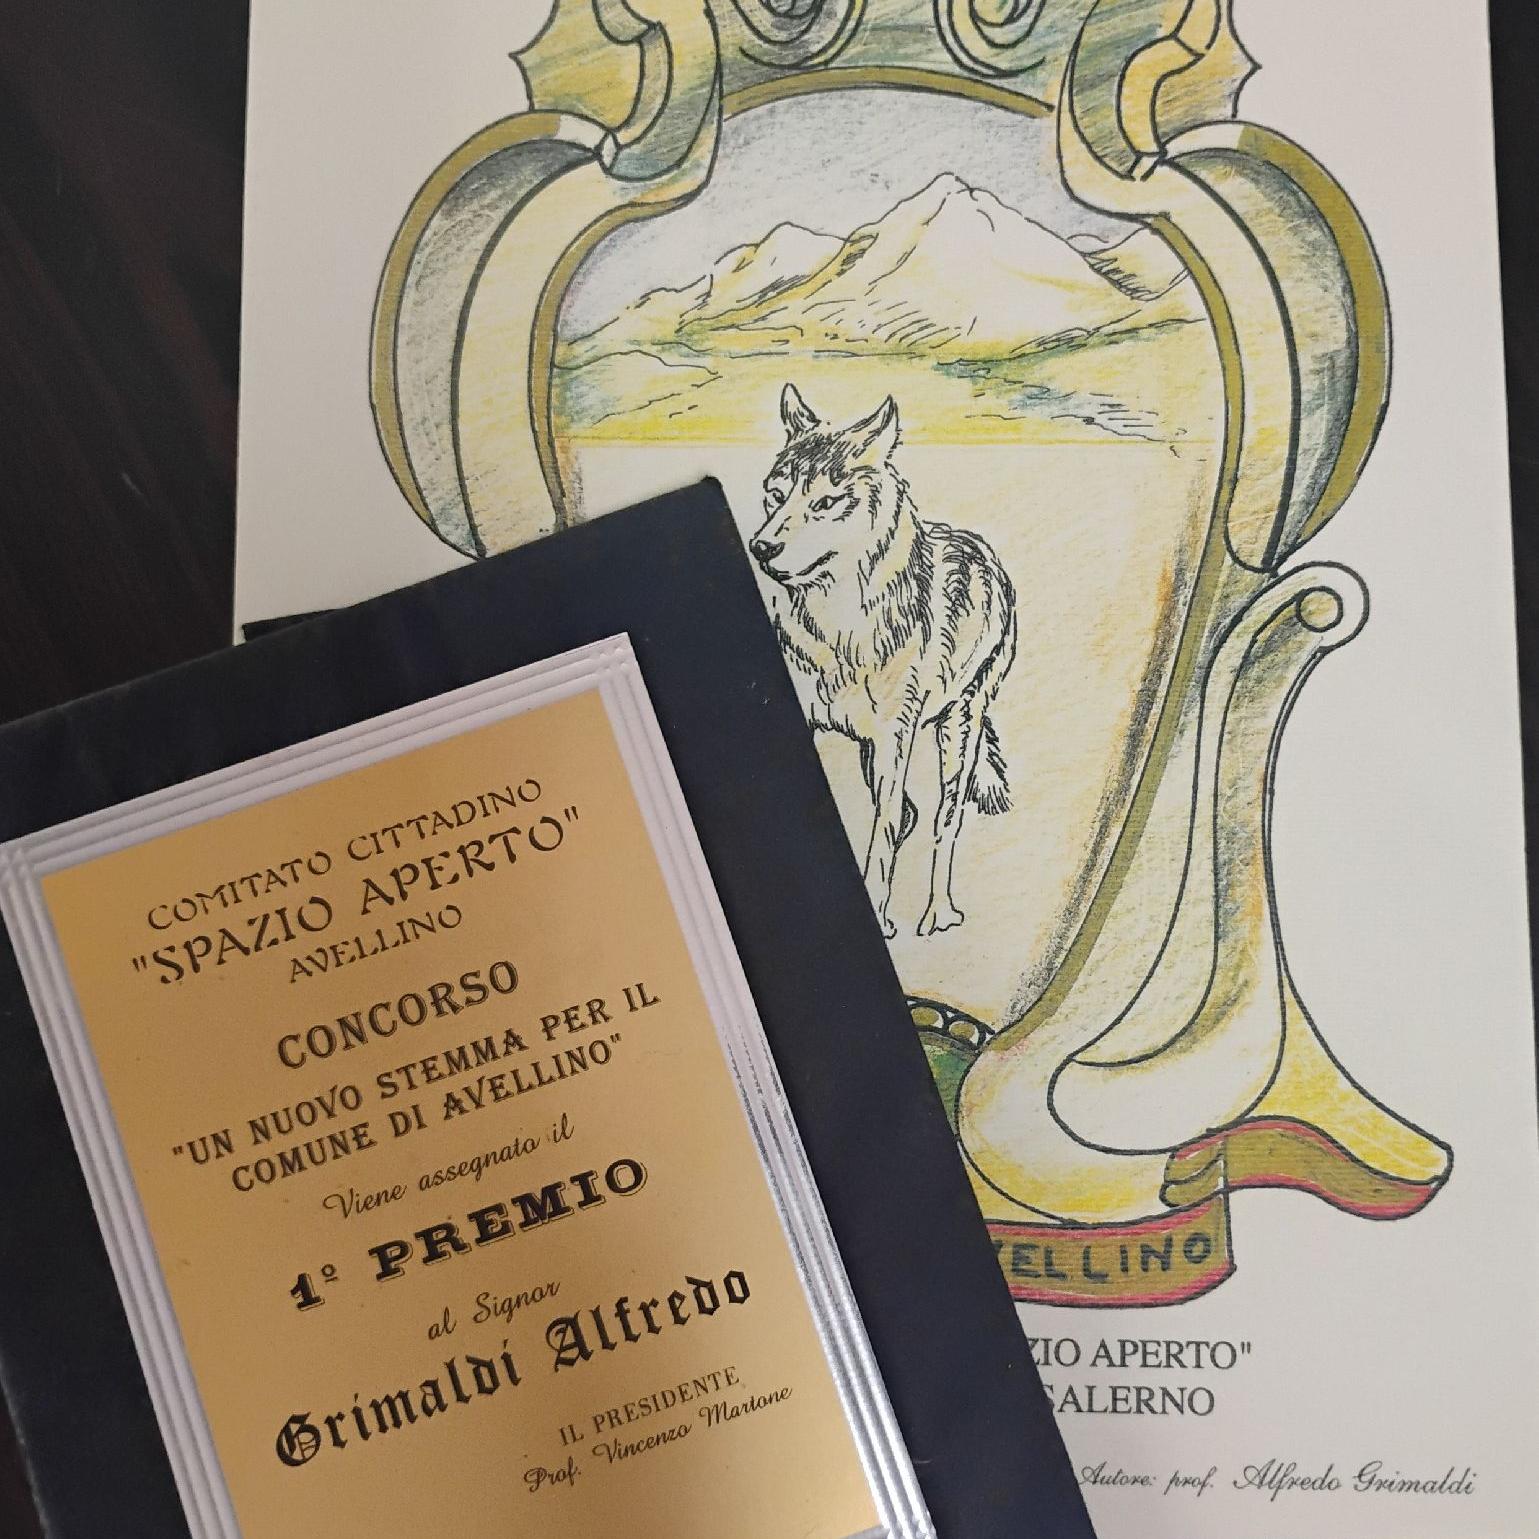 COMITATO CITTADINO
"SPAZIO APERTO"
AVELLINO
CONCORSO
"UN NUOVO STEMMA PER IL
COMUNE DI AVELLINO"
Viene assegnato il
1º PREMIO
al Signor
Grimaldi Alfredo
IL PRESIDENTE
Prof. Vincenzo Martone
VELLINO
ZIO APERTO"
SALERNO
Autore: prof. Alfredo Grimaldi